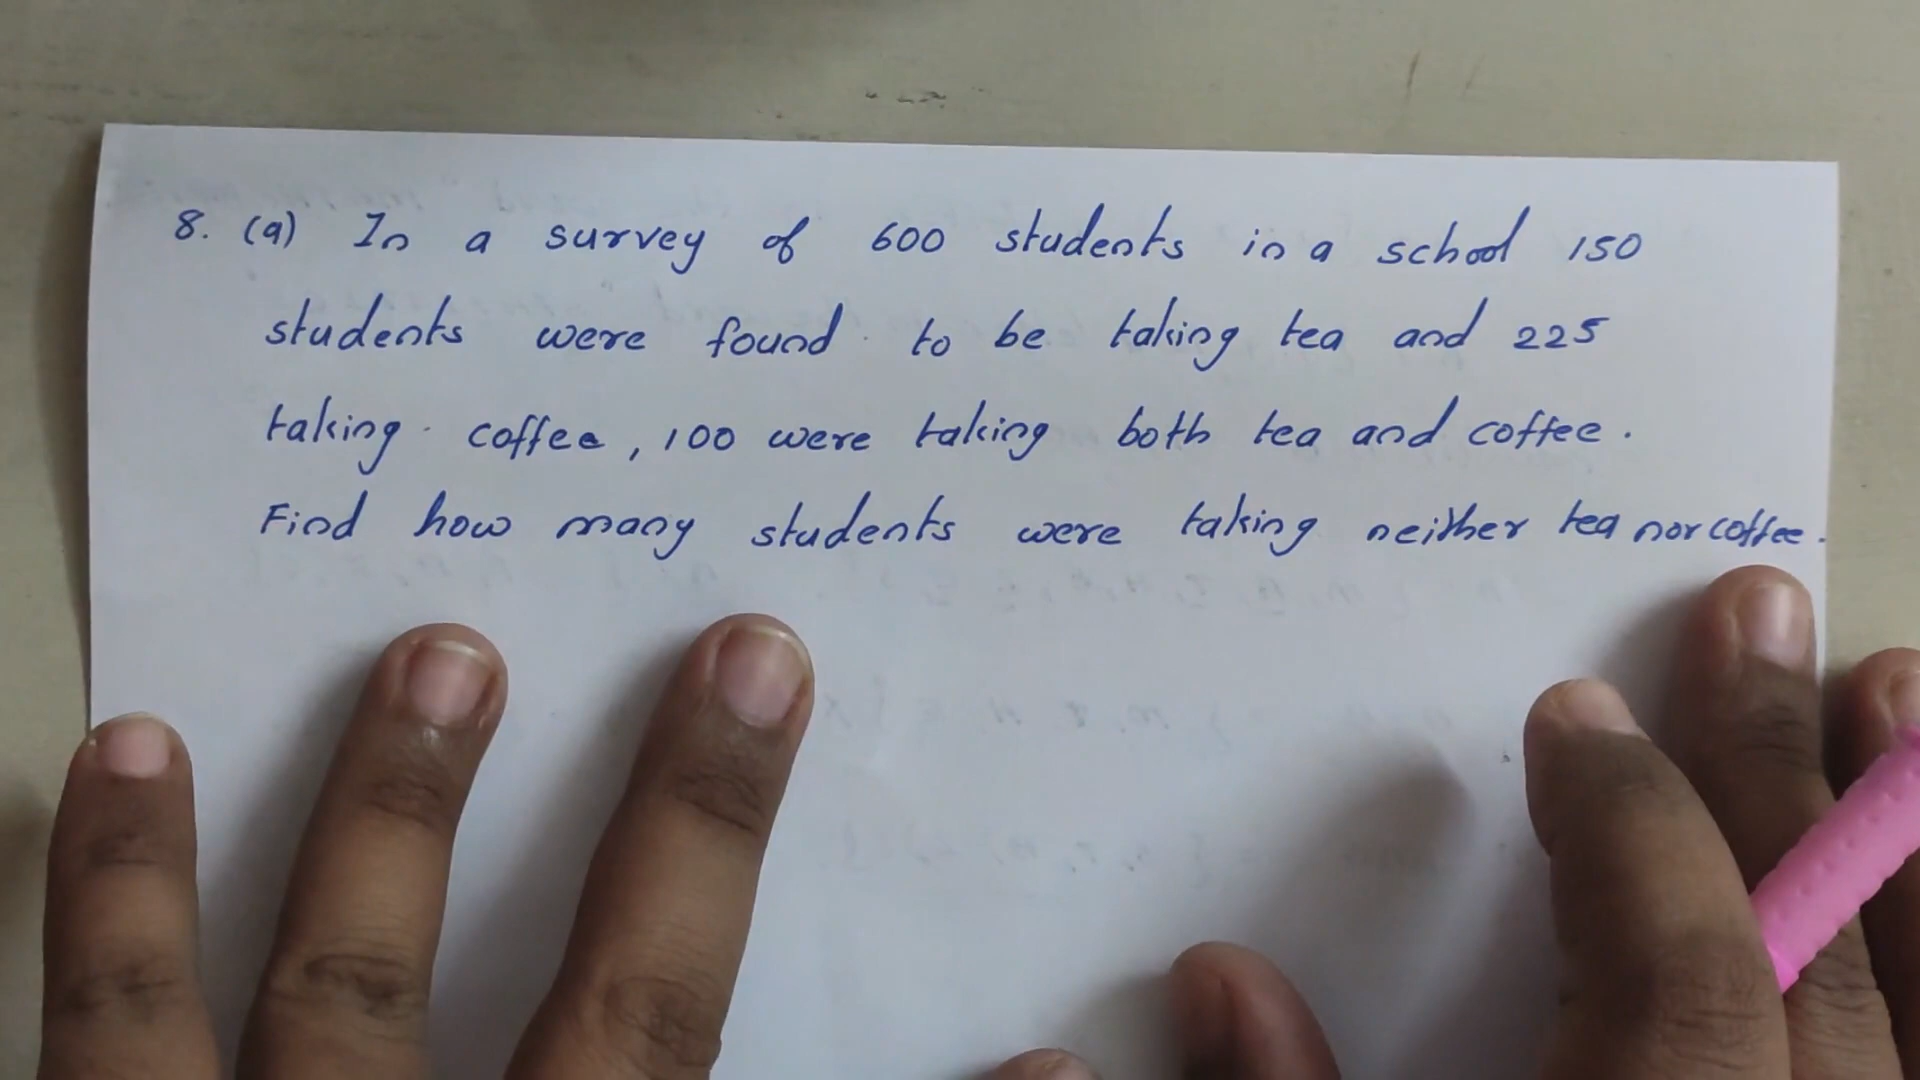 8. (a) In a survey of 600 students in a school 150
students were found to be taking tea and 225
taking coffee, 100 were taking both tea and coffee.
Find how many students were taking neither tea nor coffee.